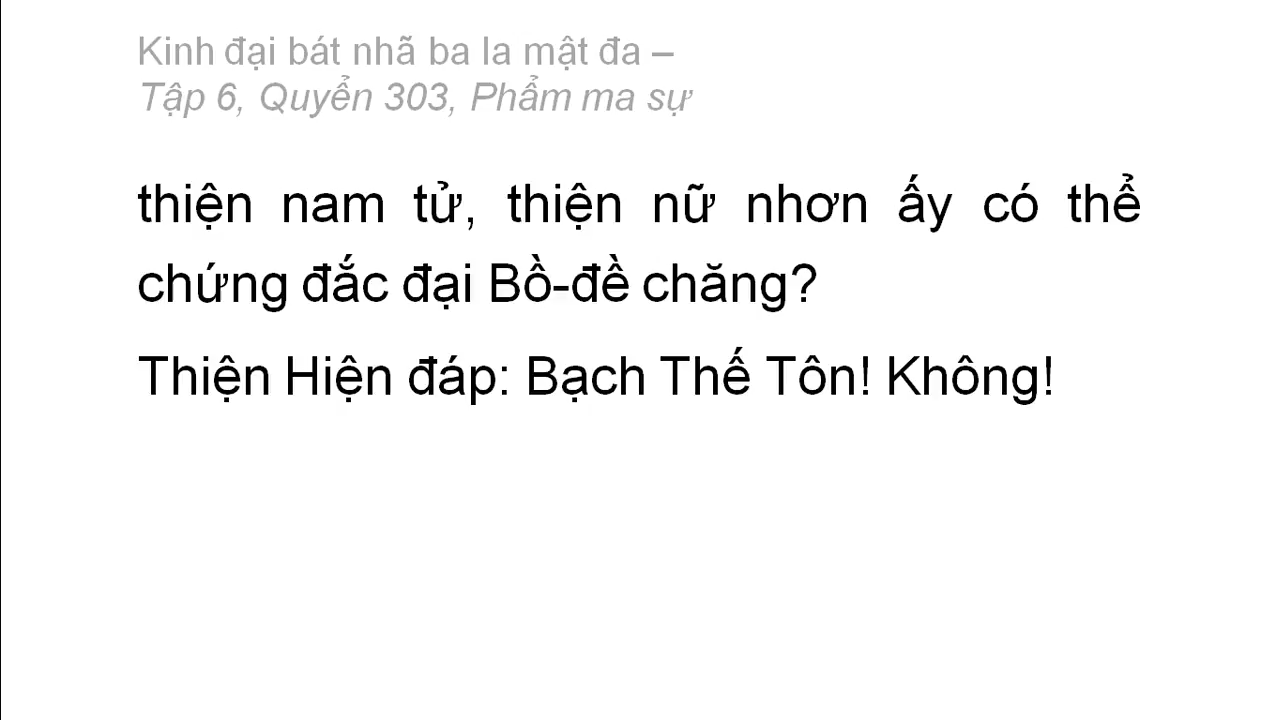 Kinh đại bát nhã ba la mật đa –
Tập 6, Quyển 303, Phẩm ma sự
thiện nam tử, thiện nữ nhơn ấy có thể
chứng đắc đại Bồ-đề chăng?
Thiện Hiện đáp: Bạch Thế Tôn! Không!